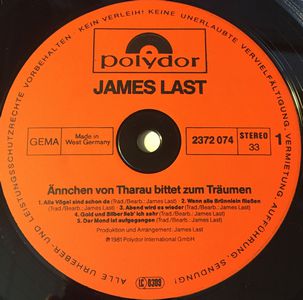 KEIN VERLEIH! KEINE UNERLAUBTE VERVIELFÄLTIGUNG, VERMIETUNG, AUFFÜHRUNG, SENDUNG!
ALLE URHEBER- UND LEISTUNGSSCHUTZRECHTE VORBEHALTEN
polydor
JAMES LAST
GEMA
Made in
West Germany
2372 074
STEREO
33
1
Ännchen von Tharau bittet zum Träumen
1. Alle Vögel sind schon da (Trad./Bearb.: James Last) 2. Wenn alle Brünnlein fließen
(Trad./Bearb.: James Last) 3. Abend wird es wieder (Trad./Bearb.: James Last)
4. Gold und Silber lieb' ich sehr (Trad./Bearb.: James Last)
5. Der Mond ist aufgegangen (Trad./Bearb.: James Last)
Produktion und Arrangement: James Last
℗ 1981 Polydor International GmbH
LC 0309